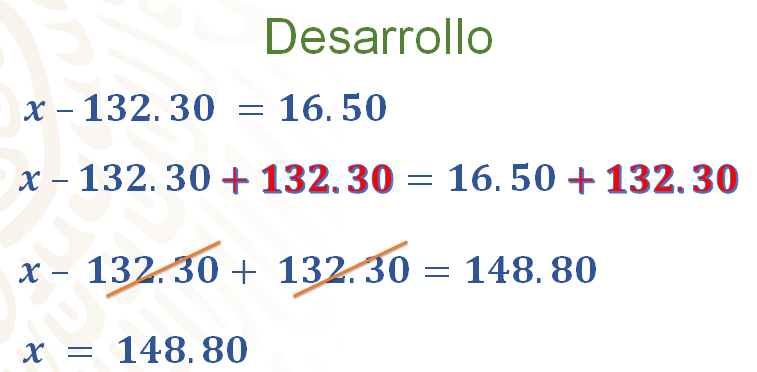 Desarrollo
x – 132.30 = 16.50
x – 132.30 + 132.30 = 16.50 + 132.30
x – 132.30 + 132.30 = 148.80
x = 148.80